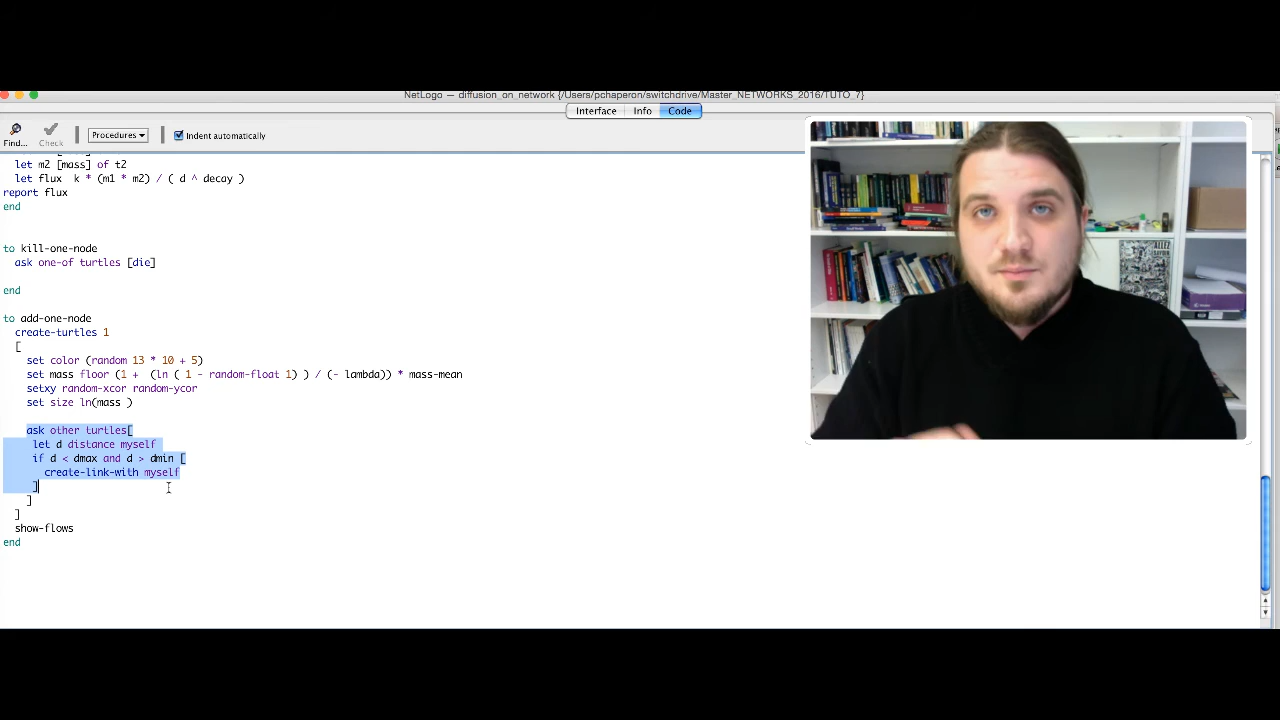 NetLogo — diffusion_on_network {/Users/pchaperon/switchdrive/Master_NETWORKS_2016/TUTO_7}
Interface Info Code
Find... Check Procedures Indent automatically
let m2 [mass] of t2
let flux k * (m1 * m2) / ( d ^ decay )
report flux
end
to kill-one-node
ask one-of turtles [die]
end
to add-one-node
create-turtles 1
[
set color (random 13 * 10 + 5)
set mass floor (1 + (ln ( 1 - random-float 1) ) / (- lambda)) * mass-mean
setxy random-xcor random-ycor
set size ln(mass )
ask other turtles[
let d distance myself
if d < dmax and d > dmin [
create-link-with myself
]
]
]
show-flows
end
ALLEZ SAVOIR